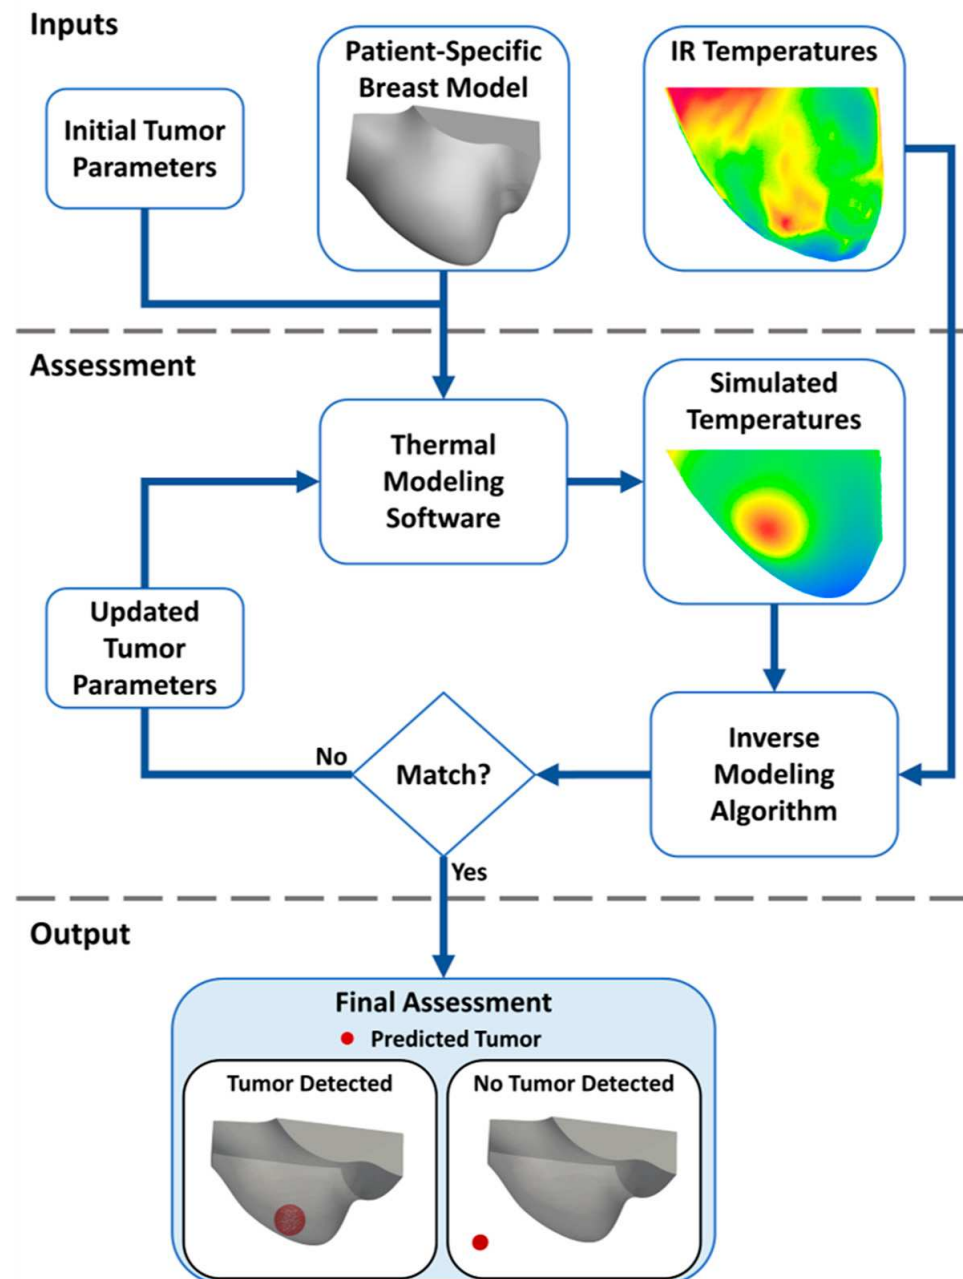 Inputs
Initial Tumor
Parameters
Patient-Specific
Breast Model
IR Temperatures
Assessment
Thermal
Modeling
Software
Simulated
Temperatures
Updated
Tumor
Parameters
No
Match?
Inverse
Modeling
Algorithm
Yes
Output
Final Assessment
Predicted Tumor
Tumor Detected
No Tumor Detected